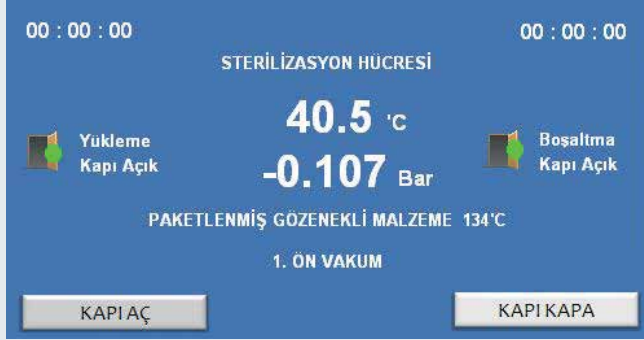 00 : 00 : 00
00 : 00 : 00
STERİLİZASYON HÜCRESİ
40.5 'C
Yükleme
Kapı Açık
Boşaltma
Kapı Açık
-0.107 Bar
PAKETLENMİŞ GÖZENEKLİ MALZEME 134'C
1. ÖN VAKUM
KAPI AÇ
KAPI KAPA